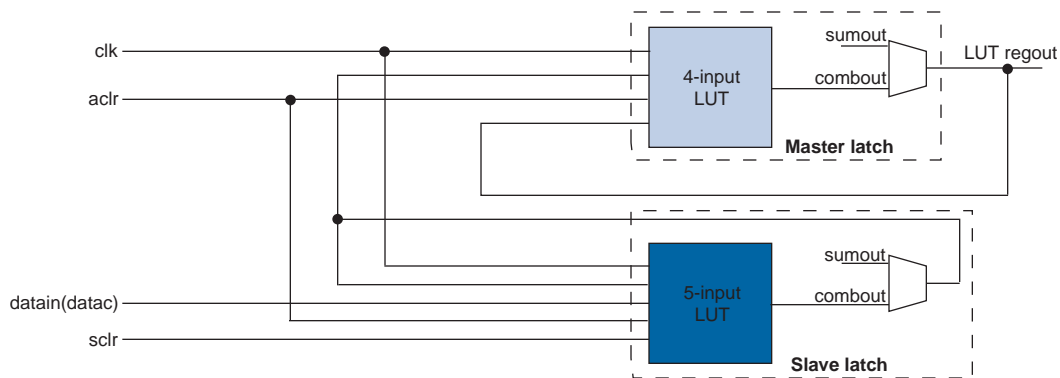 clk
aclr
4-input
LUT
sumout
combout
Master latch
LUT regout
datain(datac)
sclr
5-input
LUT
sumout
combout
Slave latch